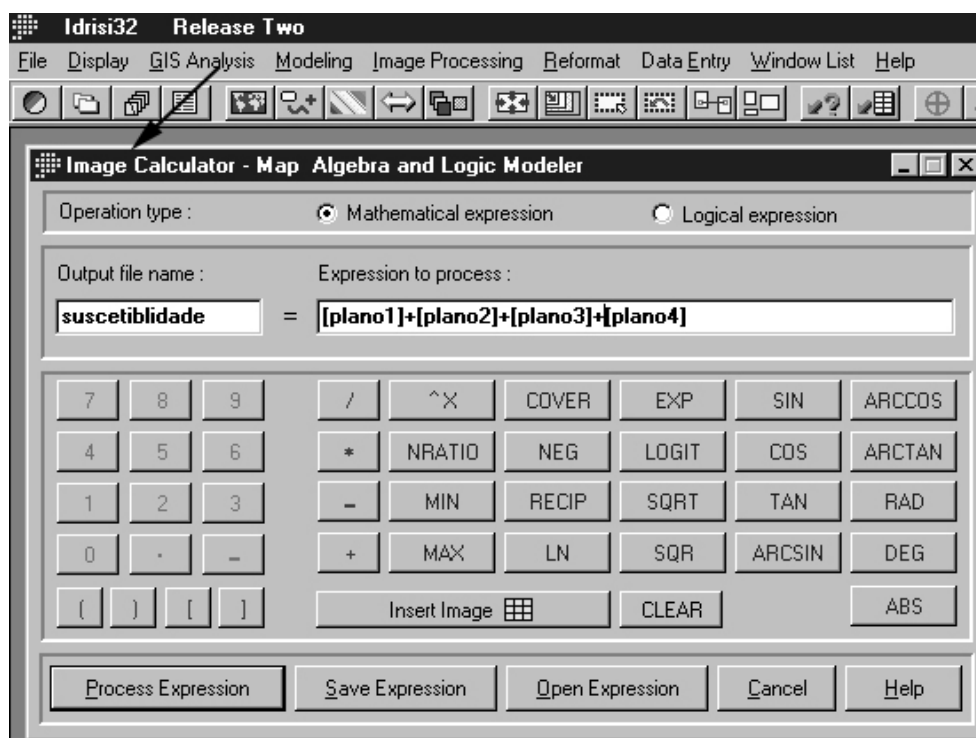 Idrisi32 Release Two
File Display GIS Analysis Modeling Image Processing Reformat Data Entry Window List Help
Image Calculator - Map Algebra and Logic Modeler
Operation type : Mathematical expression Logical expression
Output file name : Expression to process :
suscetiblidade = [plano1]+[plano2]+[plano3]+[plano4]
7 8 9 / ^X COVER EXP SIN ARCCOS
4 5 6 * NRATIO NEG LOGIT COS ARCTAN
1 2 3 - MIN RECIP SQRT TAN RAD
0 . - + MAX LN SQR ARCSIN DEG
( ) [ ] Insert Image CLEAR ABS
Process Expression Save Expression Open Expression Cancel Help